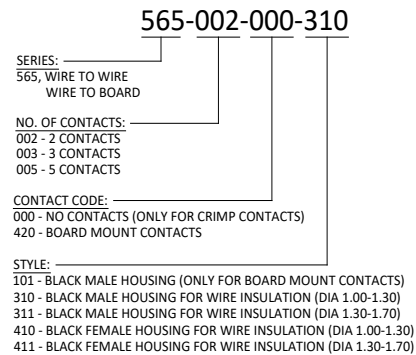 565-002-000-310
SERIES:
565, WIRE TO WIRE
WIRE TO BOARD
NO. OF CONTACTS:
002 - 2 CONTACTS
003 - 3 CONTACTS
005 - 5 CONTACTS
CONTACT CODE:
000 - NO CONTACTS (ONLY FOR CRIMP CONTACTS)
420 - BOARD MOUNT CONTACTS
STYLE:
101 - BLACK MALE HOUSING (ONLY FOR BOARD MOUNT CONTACTS)
310 - BLACK MALE HOUSING FOR WIRE INSULATION (DIA 1.00-1.30)
311 - BLACK MALE HOUSING FOR WIRE INSULATION (DIA 1.30-1.70)
410 - BLACK FEMALE HOUSING FOR WIRE INSULATION (DIA 1.00-1.30)
411 - BLACK FEMALE HOUSING FOR WIRE INSULATION (DIA 1.30-1.70)